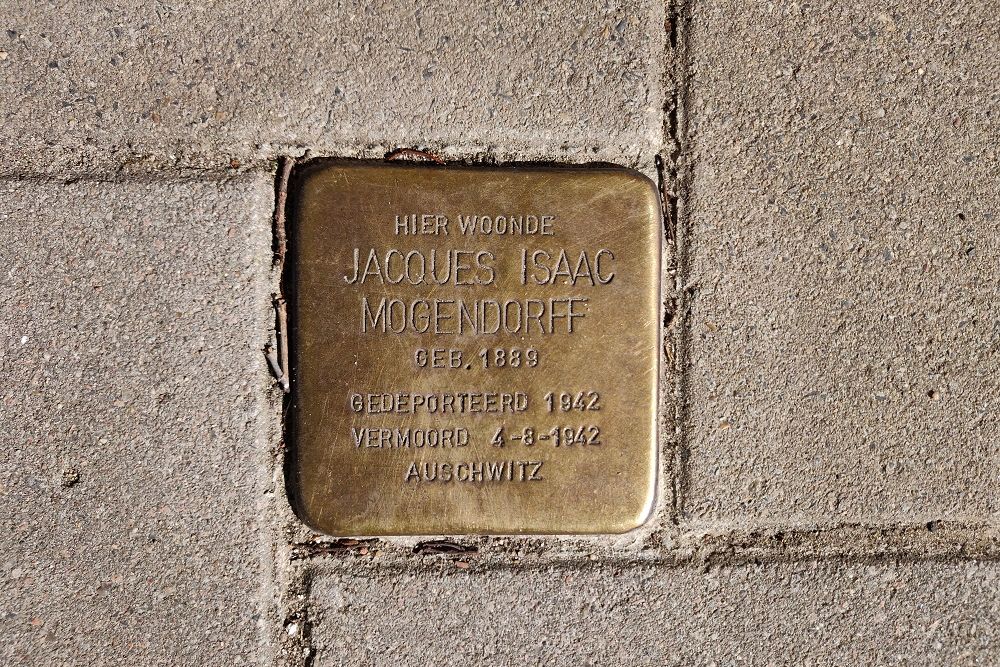 HIER WOONDE
JACQUES ISAAC
MOGENDORFF
GEB. 1889
GEDEPORTEERD 1942
VERMOORD 4-8-1942
AUSCHWITZ